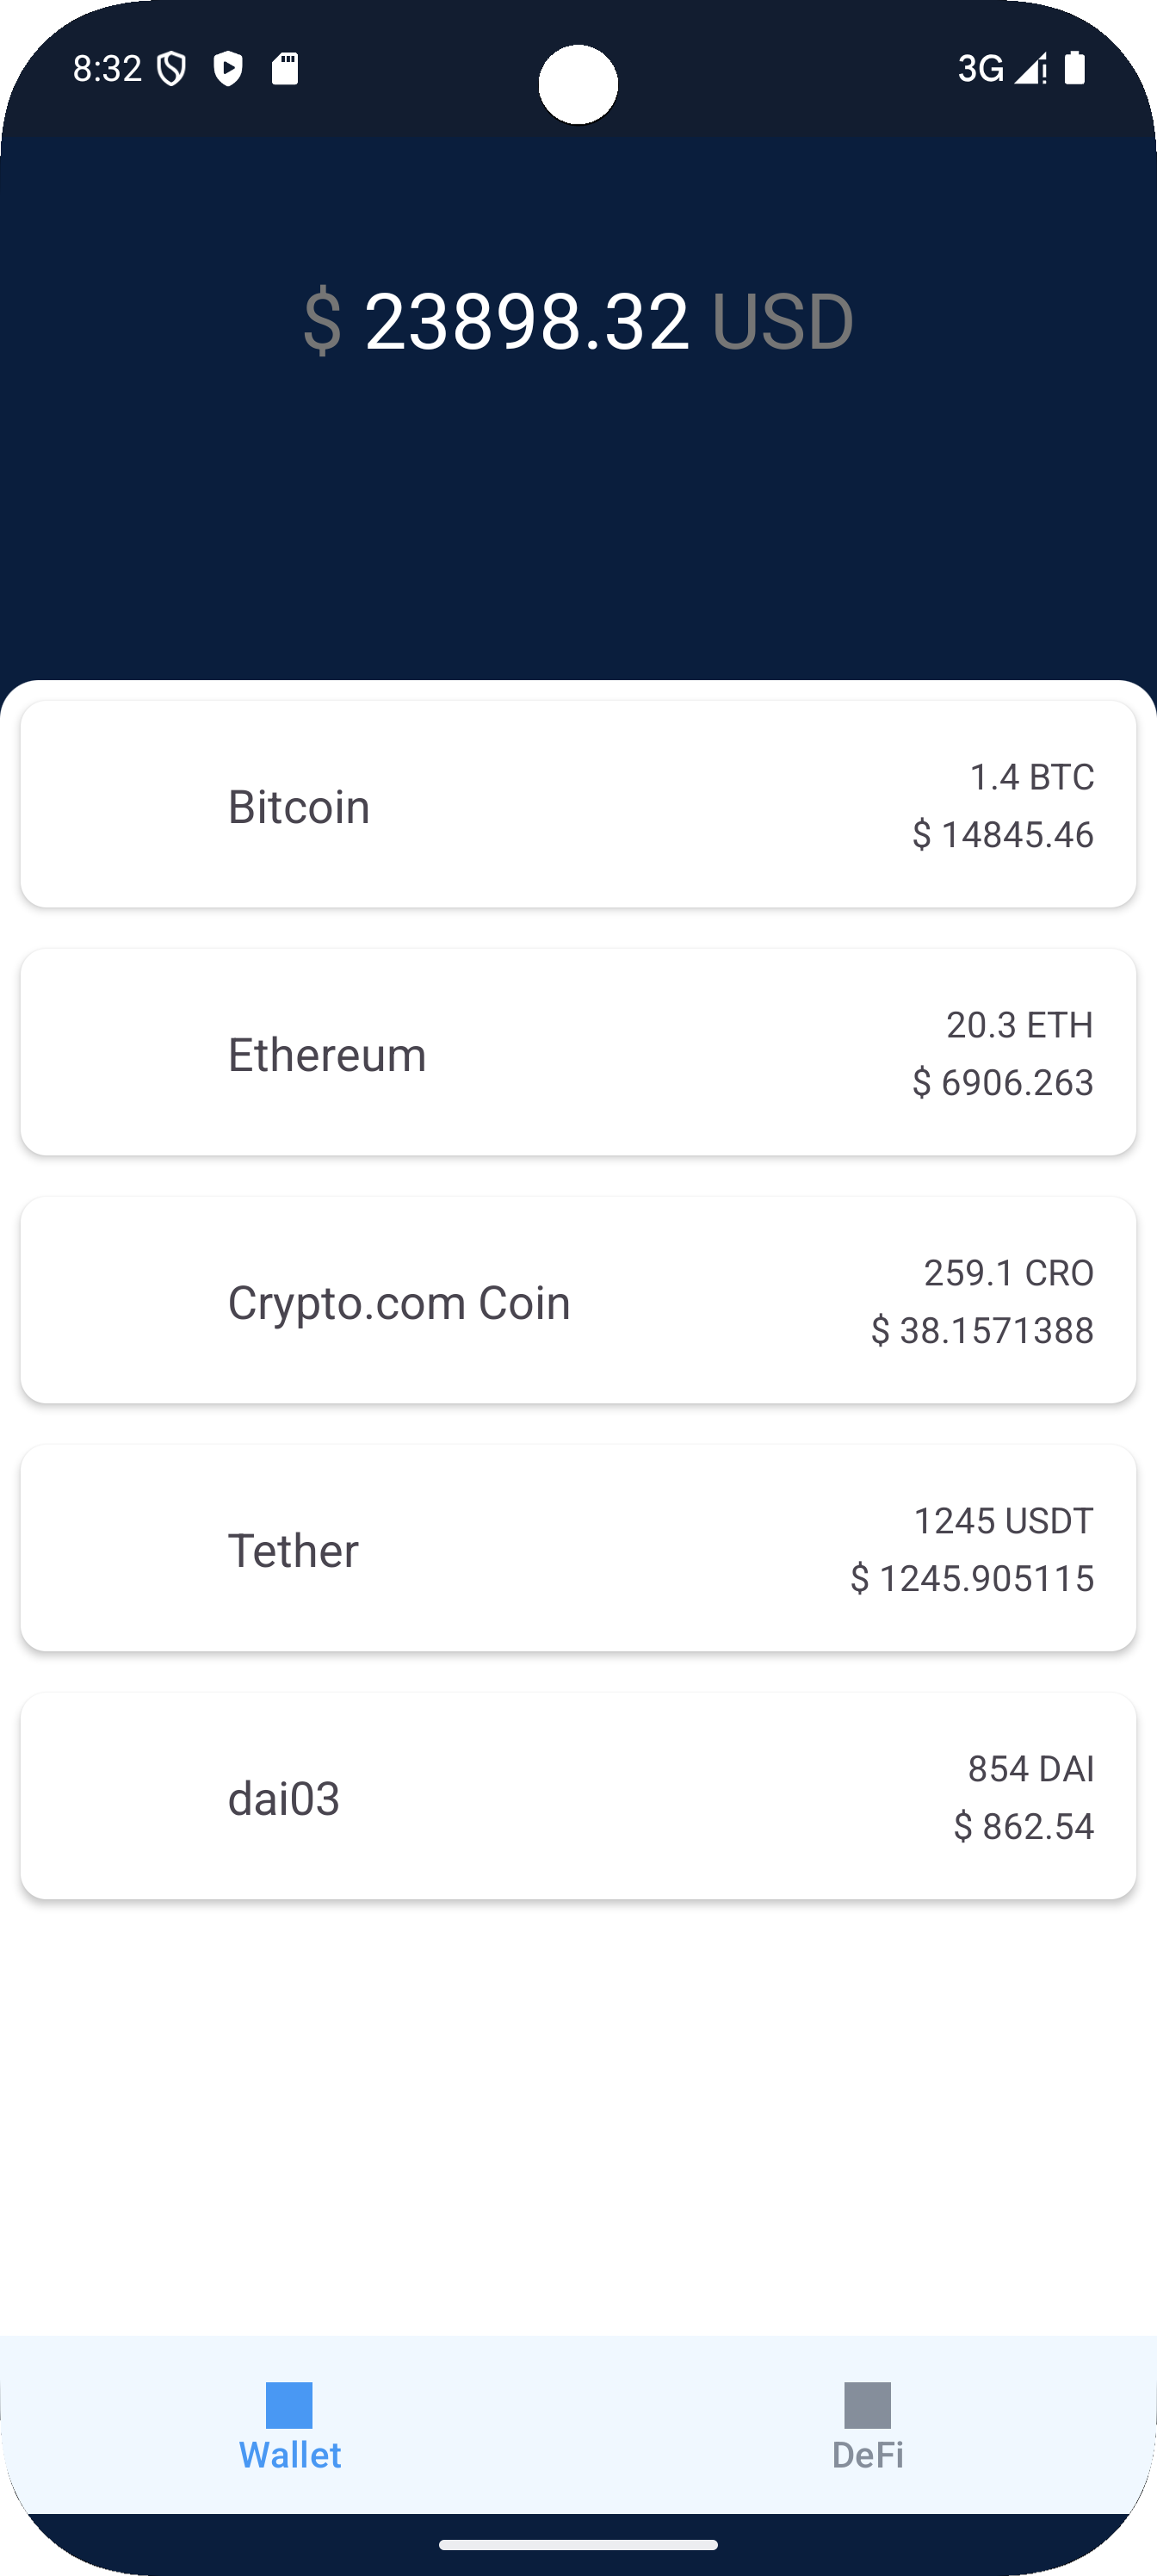 8:32
3G
$ 23898.32 USD
Bitcoin
1.4 BTC
$ 14845.46
Ethereum
20.3 ETH
$ 6906.263
Crypto.com Coin
259.1 CRO
$ 38.1571388
Tether
1245 USDT
$ 1245.905115
dai03
854 DAI
$ 862.54
Wallet
DeFi